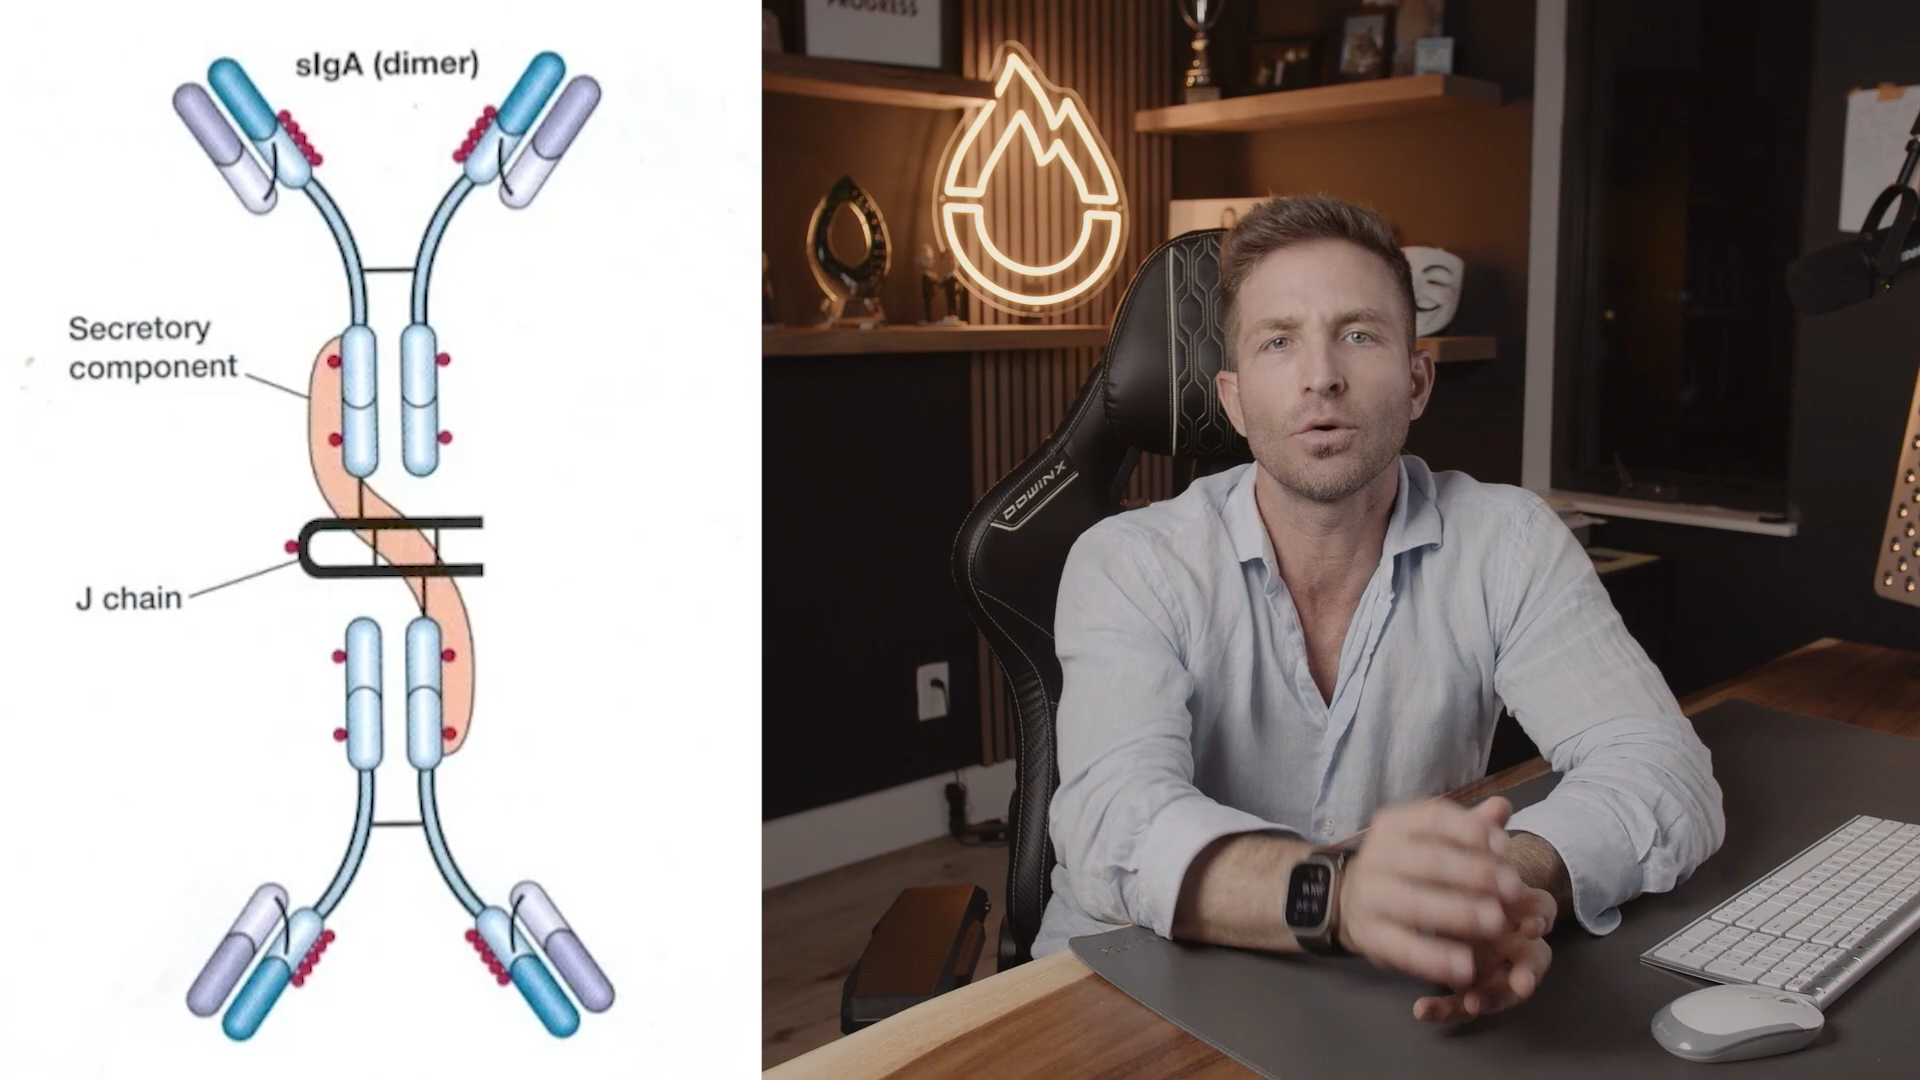 sIgA (dimer)
Secretory
component
J chain
PROGRESS
DOWINX